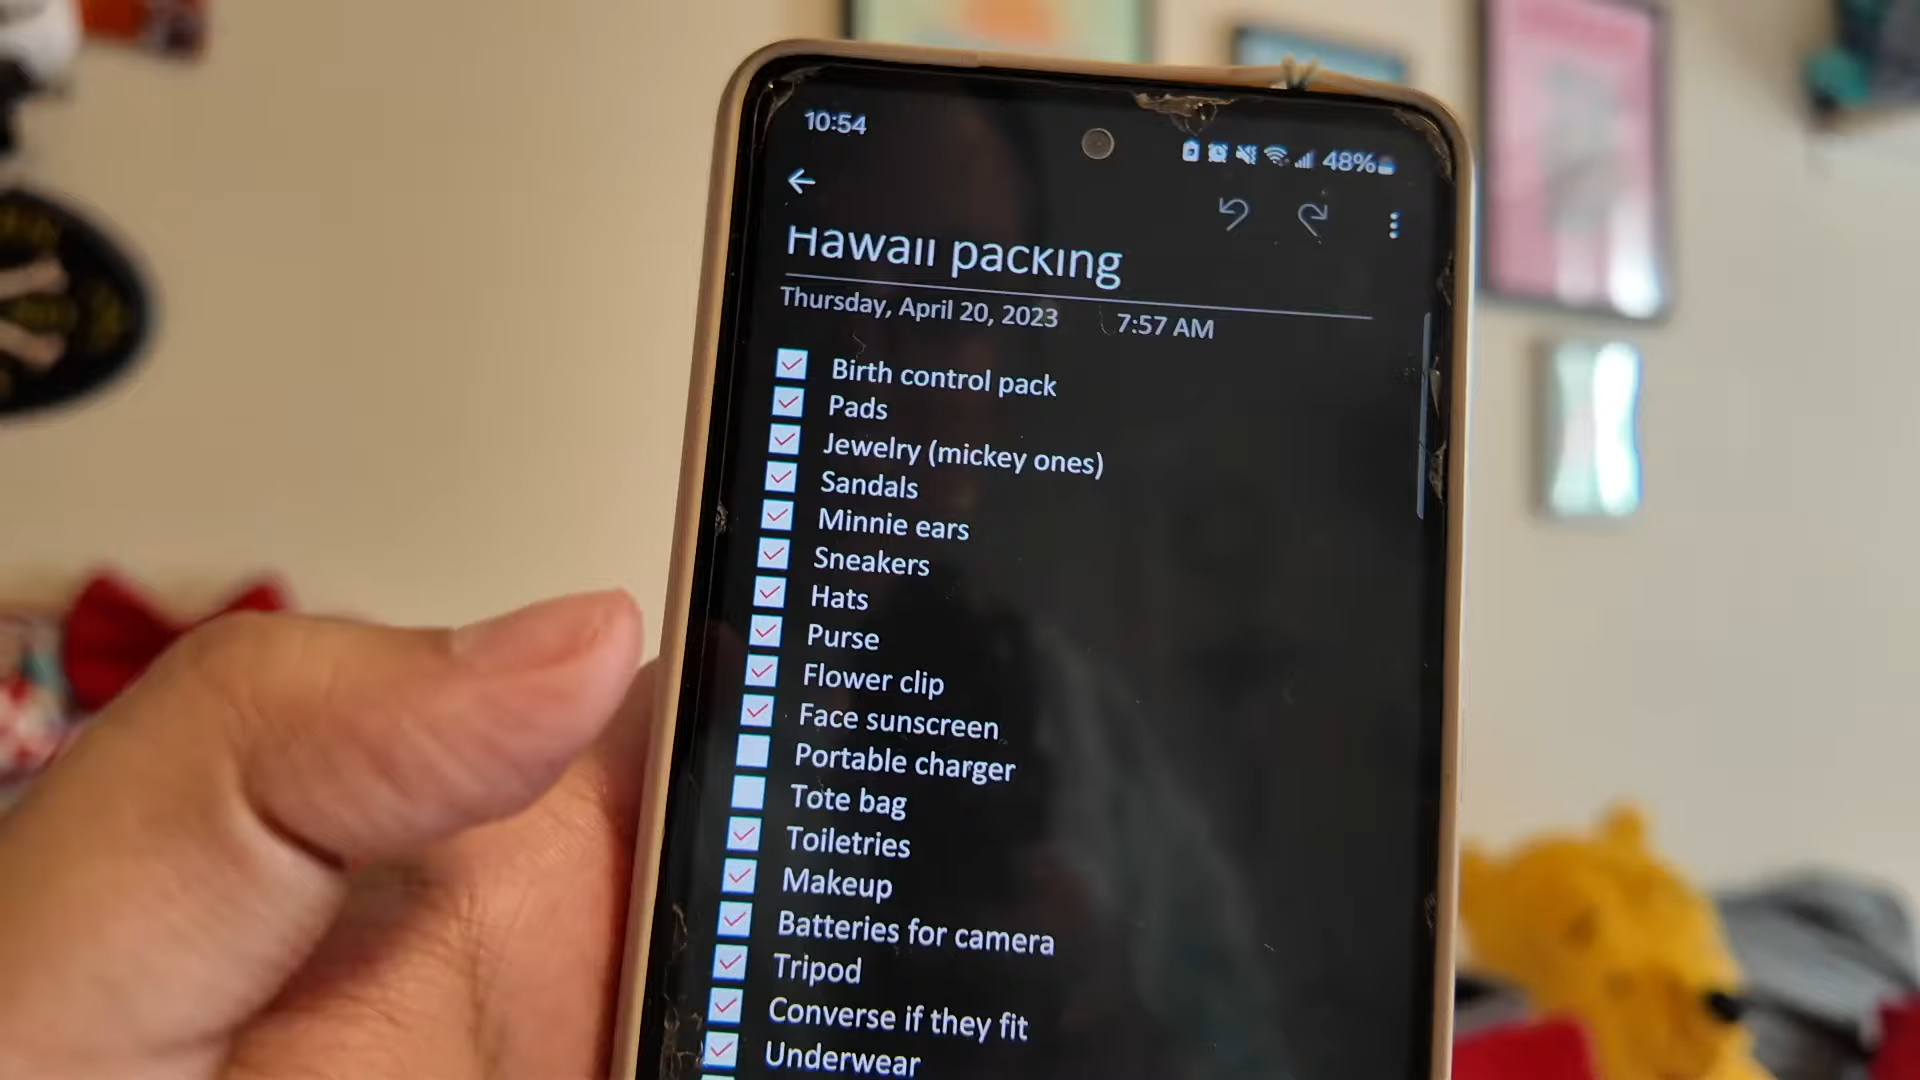 10:54
48%
Hawaii packing
Thursday, April 20, 2023 7:57 AM
Birth control pack
Pads
Jewelry (mickey ones)
Sandals
Minnie ears
Sneakers
Hats
Purse
Flower clip
Face sunscreen
Portable charger
Tote bag
Toiletries
Makeup
Batteries for camera
Tripod
Converse if they fit
Underwear